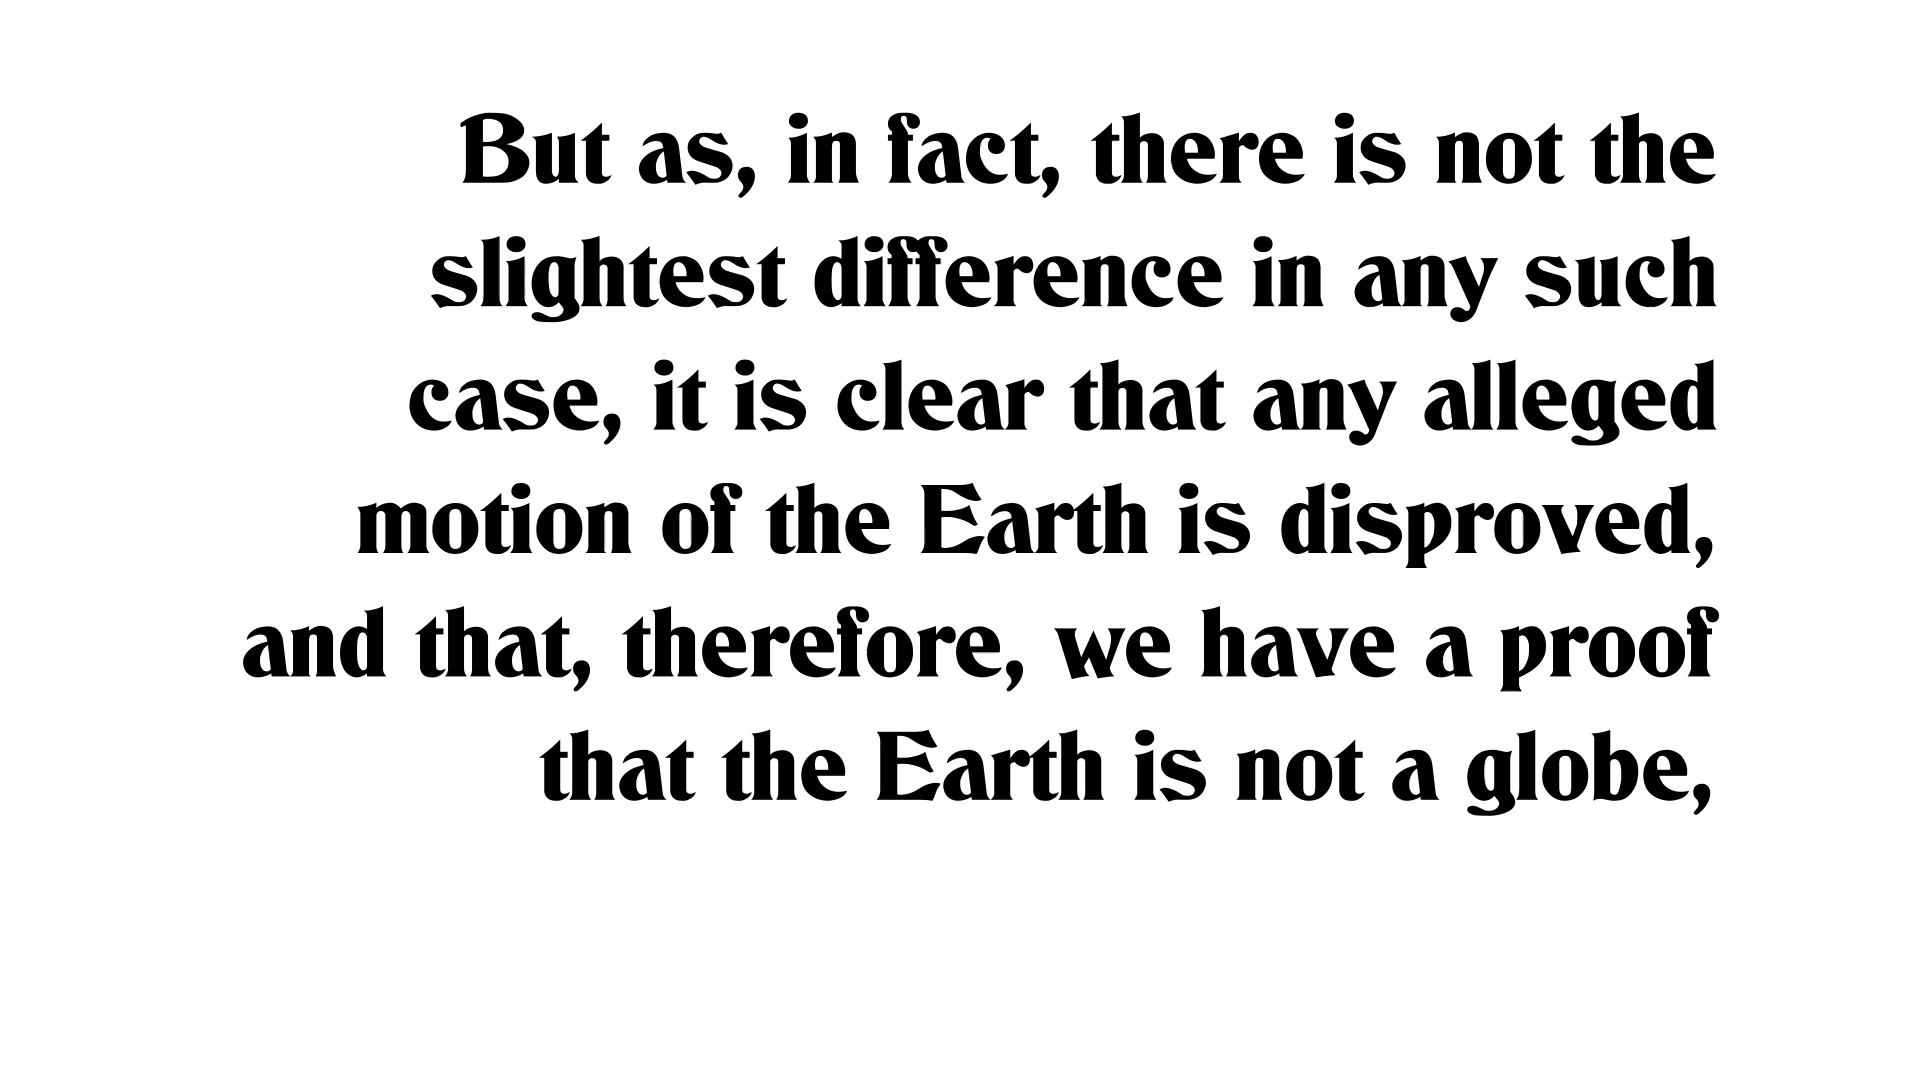 But as, in fact, there is not the
slightest difference in any such
case, it is clear that any alleged
motion of the Earth is disproved,
and that, therefore, we have a proof
that the Earth is not a globe,